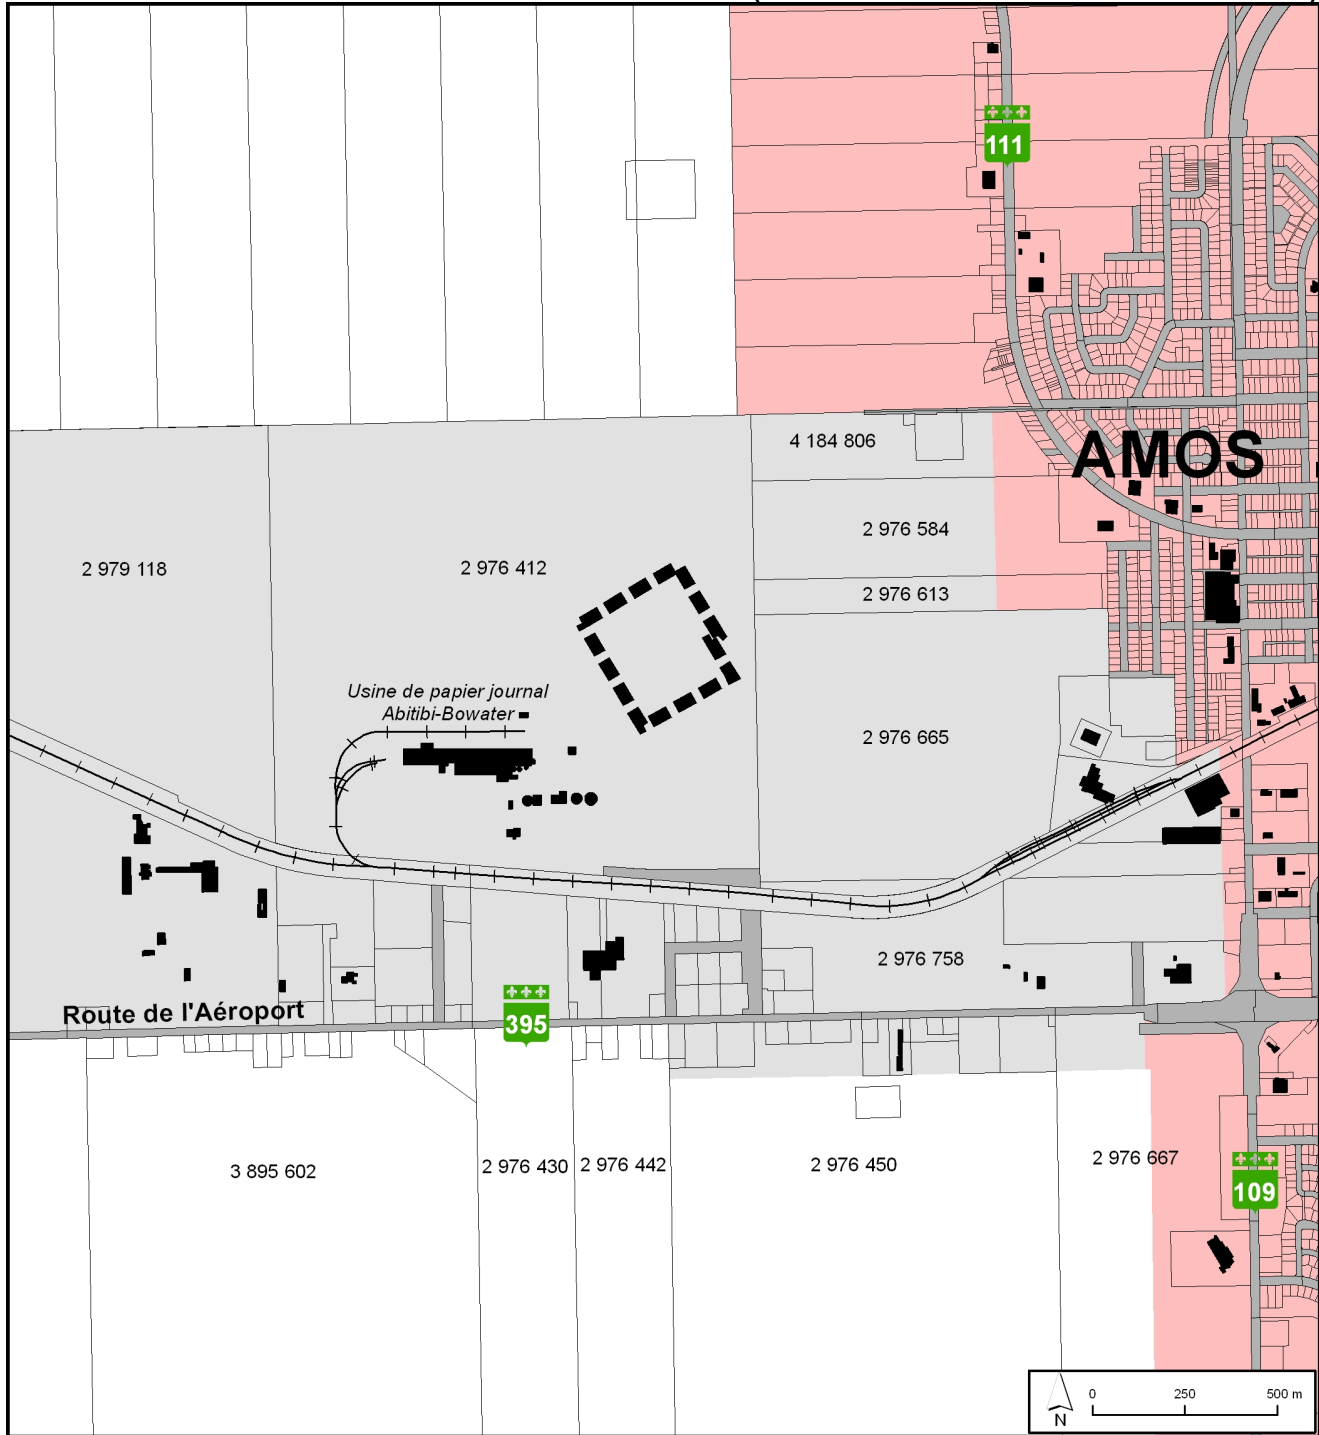 111
4 184 806
AMOS
2 976 584
2 979 118
2 976 412
2 976 613
Usine de papier journal
Abitibi-Bowater
2 976 665
2 976 758
Route de l'Aéroport
395
3 895 602
2 976 430
2 976 442
2 976 450
2 976 667
109
0 250 500 m
N